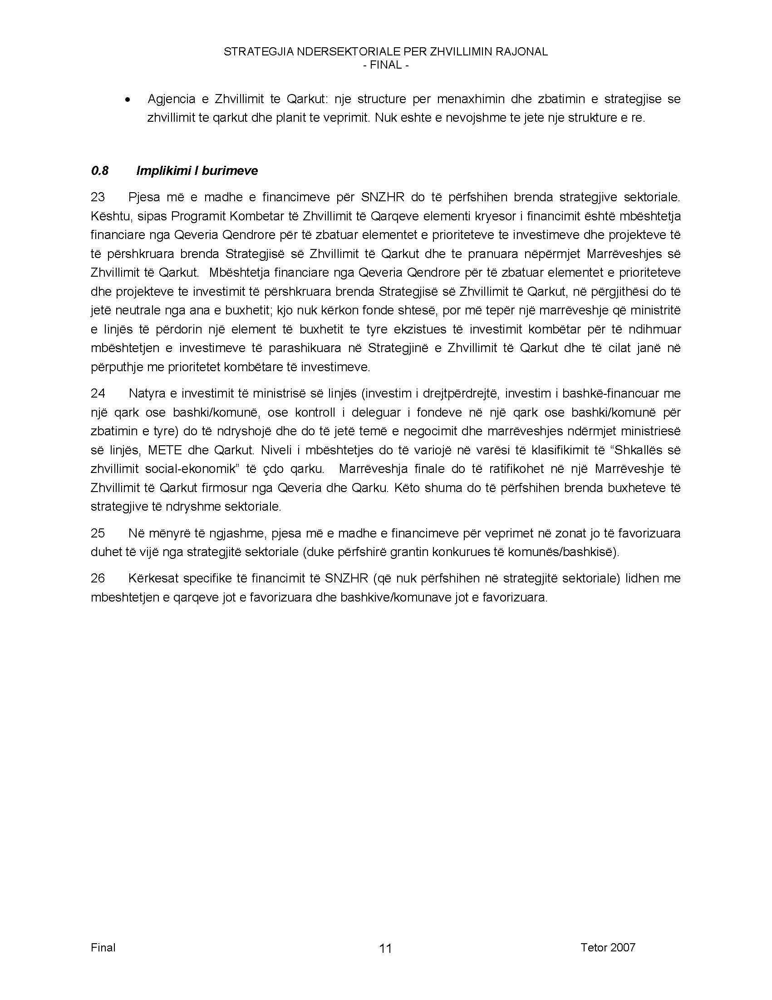 STRATEGJIA NDERSEKTORIALE PER ZHVILLIMIN RAJONAL
- FINAL -
• Agjencia e Zhvillimit te Qarkut: nje structure per menaxhimin dhe zbatimin e strategjise se
zhvillimit te qarkut dhe planit te veprimit. Nuk eshte e nevojshme te jete nje strukture e re.
0.8 Implikimi I burimeve
23 Pjesa më e madhe e financimeve për SNZHR do të përfshihen brenda strategjive sektoriale.
Kështu, sipas Programit Kombetar të Zhvillimit të Qarqeve elementi kryesor i financimit është mbështetja
financiare nga Qeveria Qendrore për të zbatuar elementet e prioriteteve te investimeve dhe projekteve të
të përshkruara brenda Strategjisë së Zhvillimit të Qarkut dhe te pranuara nëpërmjet Marrëveshjes së
Zhvillimit të Qarkut. Mbështetja financiare nga Qeveria Qendrore për të zbatuar elementet e prioriteteve
dhe projekteve te investimit të përshkruara brenda Strategjisë së Zhvillimit të Qarkut, në përgjithësi do të
jetë neutrale nga ana e buxhetit; kjo nuk kërkon fonde shtesë, por më tepër një marrëveshje që ministritë
e linjës të përdorin një element të buxhetit te tyre ekzistues të investimit kombëtar për të ndihmuar
mbështetjen e investimeve të parashikuara në Strategjinë e Zhvillimit të Qarkut dhe të cilat janë në
përputhje me prioritetet kombëtare të investimeve.
24 Natyra e investimit të ministrisë së linjës (investim i drejtpërdrejtë, investim i bashkë-financuar me
një qark ose bashki/komunë, ose kontroll i deleguar i fondeve në një qark ose bashki/komunë për
zbatimin e tyre) do të ndryshojë dhe do të jetë temë e negocimit dhe marrëveshjes ndërmjet ministriesë
së linjës, METE dhe Qarkut. Niveli i mbështetjes do të variojë në varësi të klasifikimit të “Shkallës së
zhvillimit social-ekonomik” të çdo qarku. Marrëveshja finale do të ratifikohet në një Marrëveshje të
Zhvillimit të Qarkut firmosur nga Qeveria dhe Qarku. Këto shuma do të përfshihen brenda buxheteve të
strategjive të ndryshme sektoriale.
25 Në mënyrë të ngjashme, pjesa më e madhe e financimeve për veprimet në zonat jo të favorizuara
duhet të vijë nga strategjitë sektoriale (duke përfshirë grantin konkurues të komunës/bashkisë).
26 Kërkesat specifike të financimit të SNZHR (që nuk përfshihen në strategjitë sektoriale) lidhen me
mbeshtetjen e qarqeve jot e favorizuara dhe bashkive/komunave jot e favorizuara.
Final 11 Tetor 2007